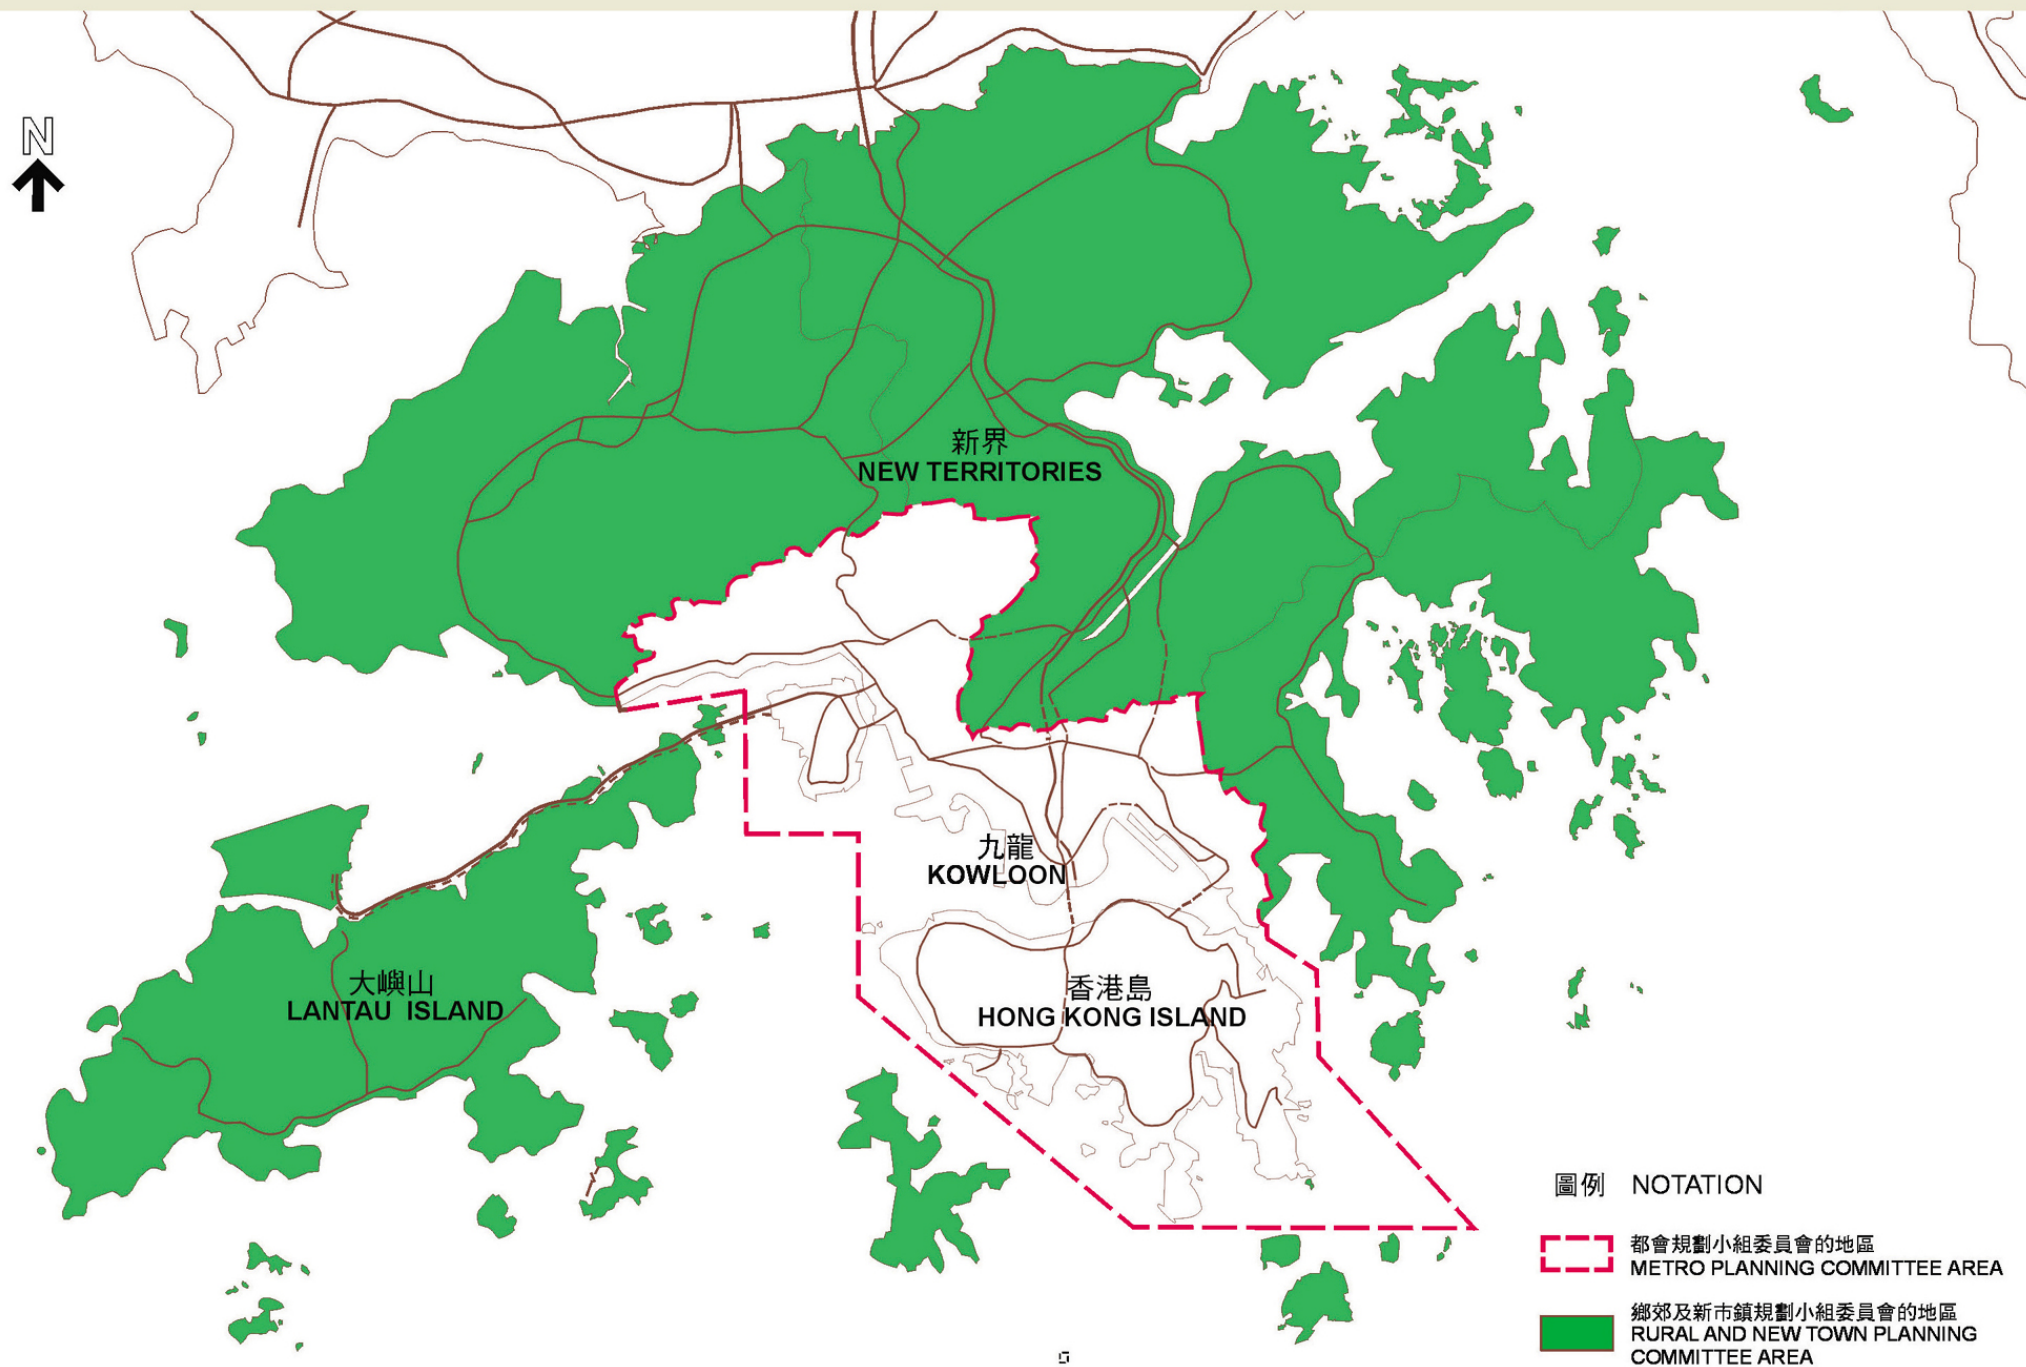 N
新界
NEW TERRITORIES
九龍
KOWLOON
大嶼山
LANTAU ISLAND
香港島
HONG KONG ISLAND
圖例 NOTATION
都會規劃小組委員會的地區
METRO PLANNING COMMITTEE AREA
鄉郊及新市鎮規劃小組委員會的地區
RURAL AND NEW TOWN PLANNING
COMMITTEE AREA